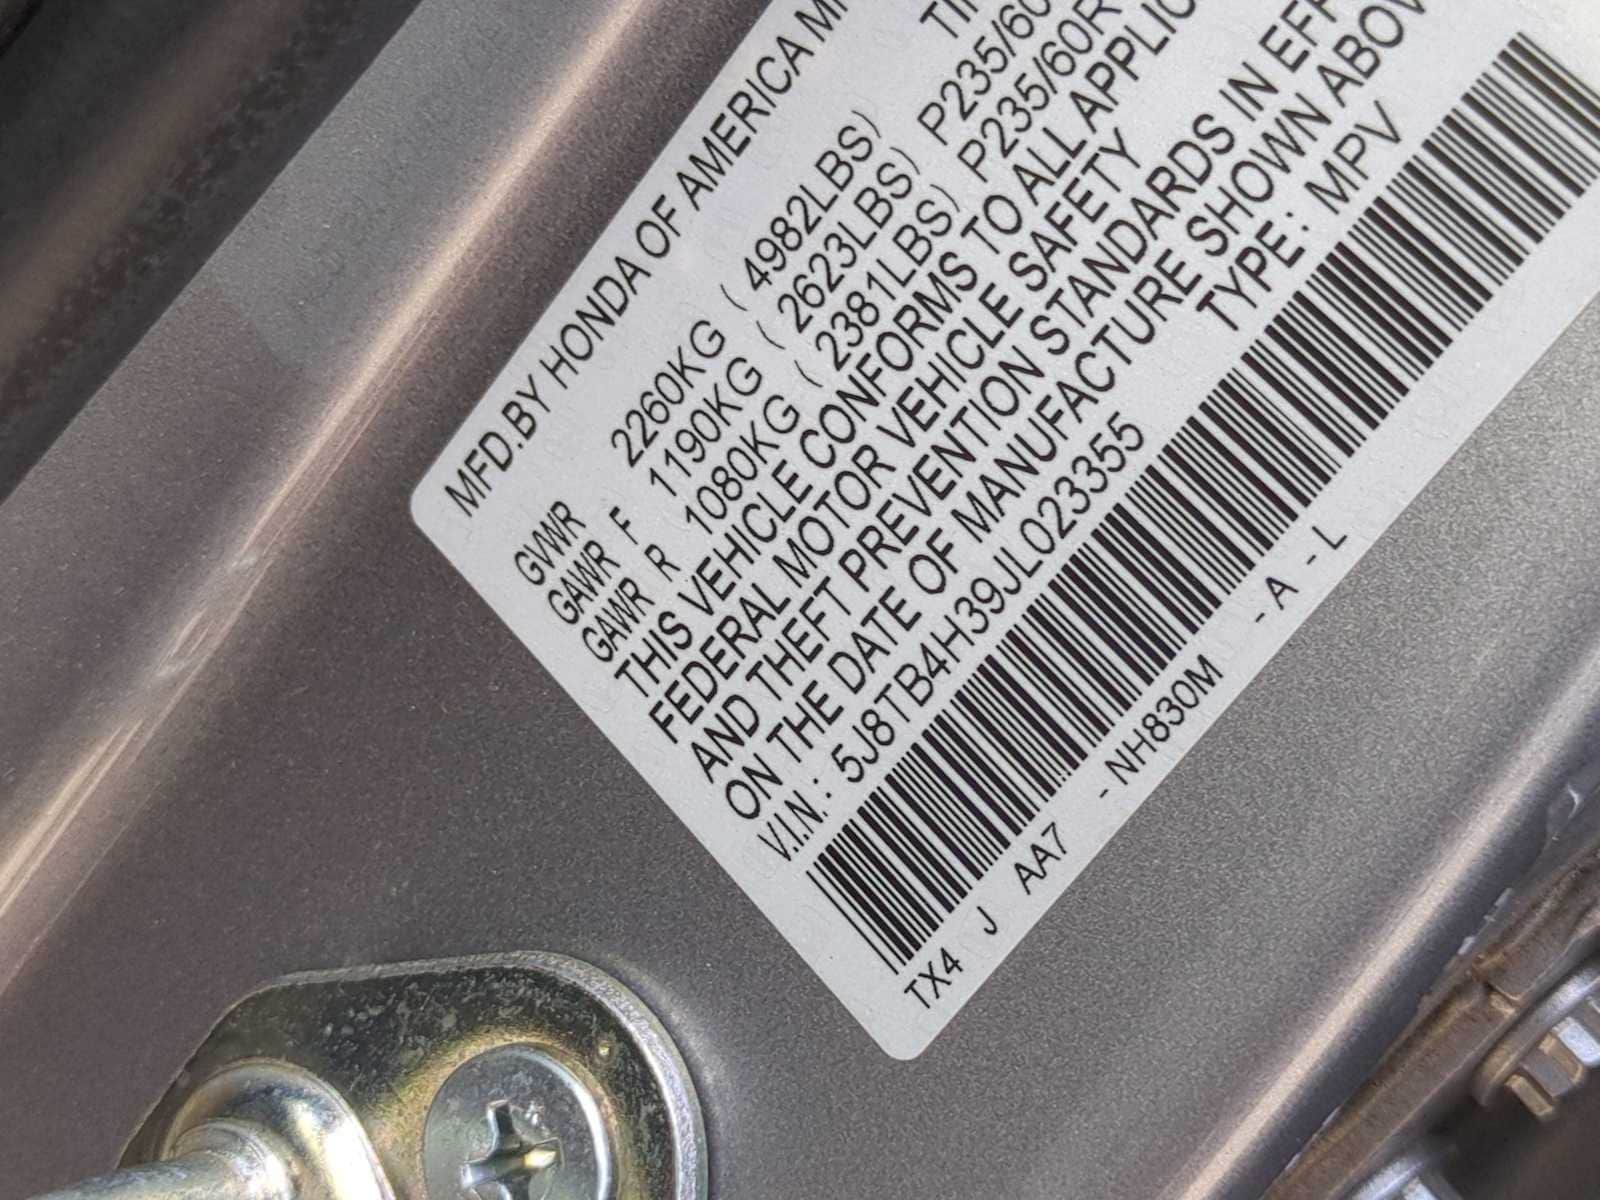 MFD.BY HONDA OF AMERICA
GVWR 2260KG ( 4982LBS)
GAWR F 1190KG ( 2623LBS) P235/60
GAWR R 1080KG ( 2381LBS) P235/60R
THIS VEHICLE CONFORMS TO ALL APPLIC
FEDERAL MOTOR VEHICLE SAFETY
AND THEFT PREVENTION STANDARDS IN EFF
ON THE DATE OF MANUFACTURE SHOWN ABOV
V.I.N.: 5J8TB4H39JL023355 TYPE: MPV
TX4 J AA7 -NH830M -A -L